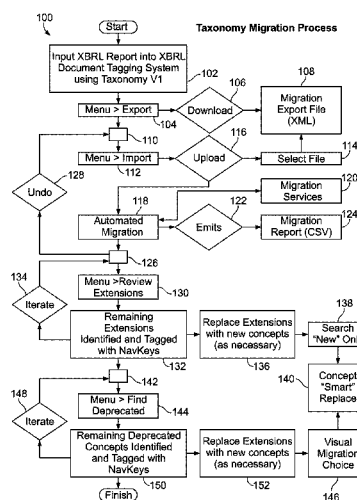 Taxonomy Migration Process
100
Start
Input XBRL Report into XBRL
Document Tagging System
using Taxonomy V1
102
106
108
Menu > Export
104
Download
Migration
Export File
(XML)
110
116
114
Menu > Import
112
Upload
Select File
128
Undo
118
120
Migration
Services
Automated
Migration
122
Emits
124
Migration
Report (CSV)
126
134
Menu >Review
Extensions
130
Iterate
138
Remaining
Extensions Identified
and Tagged
with NavKeys
132
Replace Extensions
with new concepts
(as necessary)
136
Search
"New" Only
142
140
Concept
"Smart"
Replace
148
Menu > Find
Deprecated
144
Iterate
Remaining Deprecated
Concepts Identified
and Tagged with
NavKeys
150
Replace Extensions
with new concepts
(as necessary)
152
Visual
Migration
Choice
146
Finish